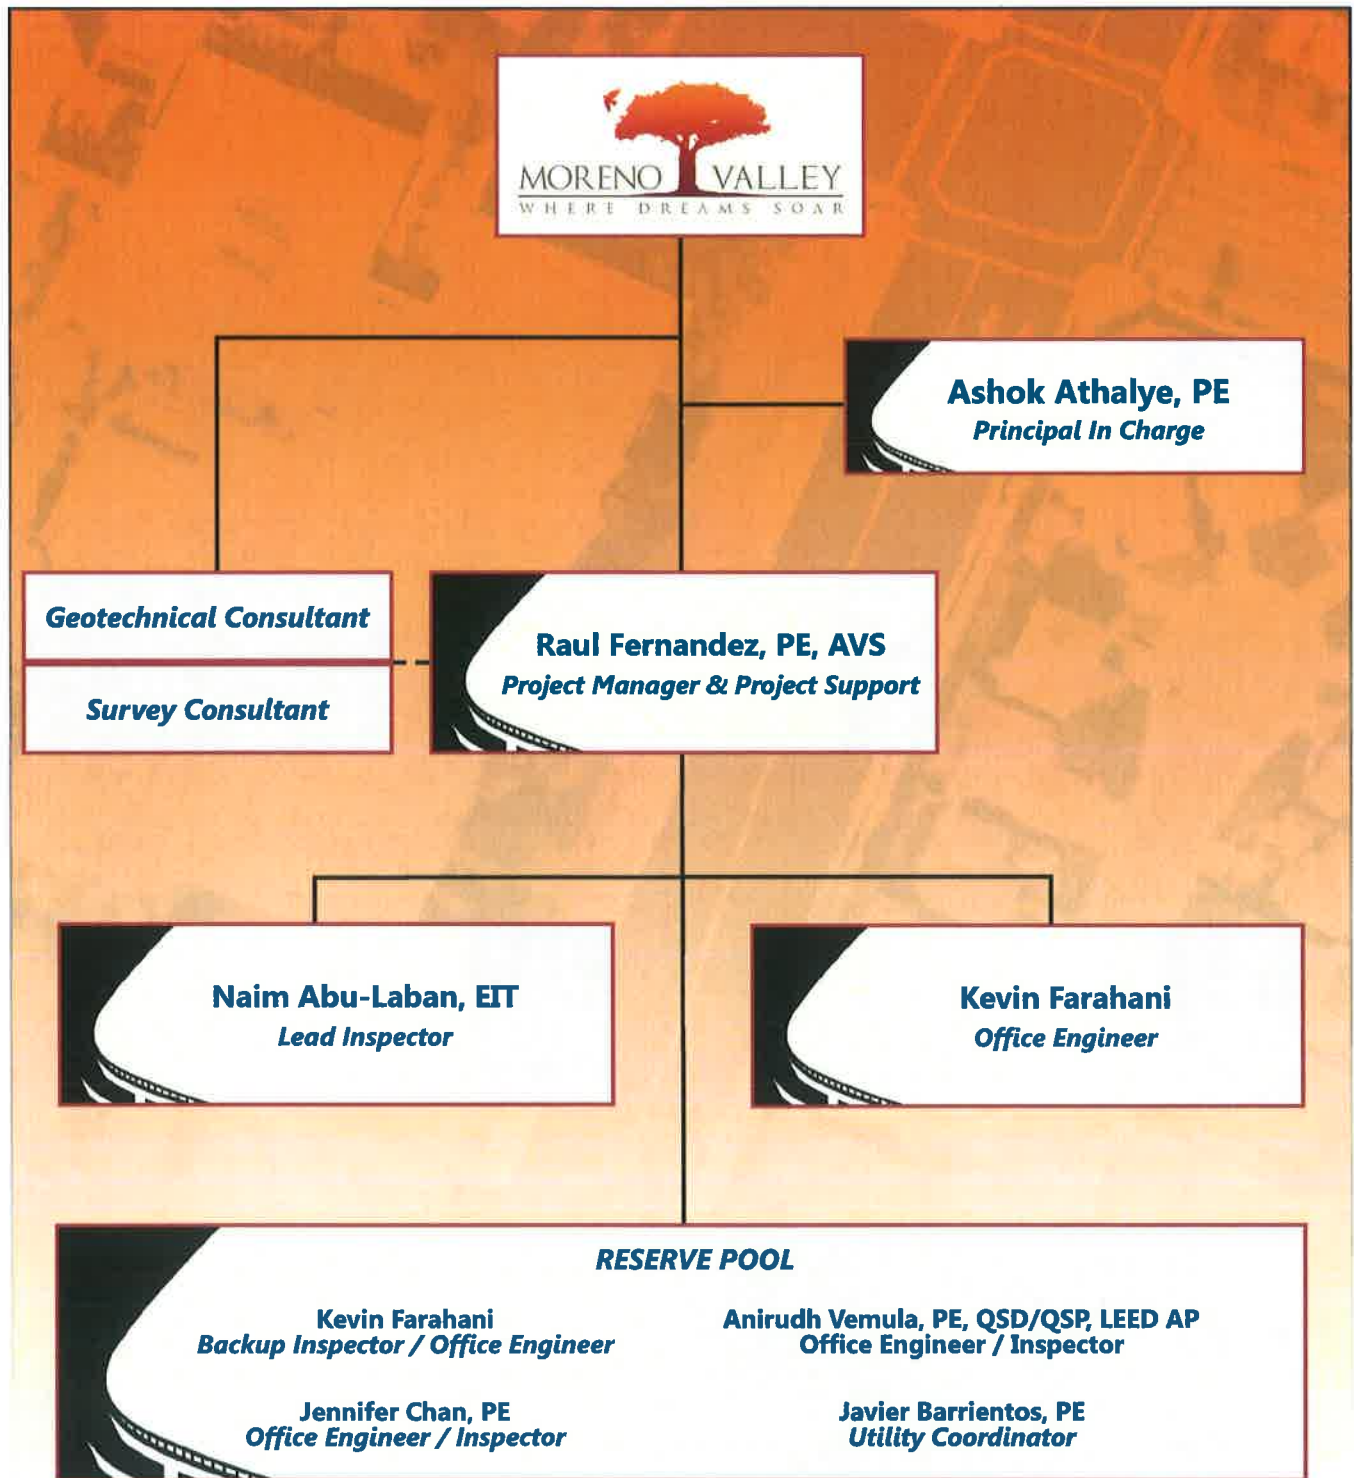 MORENO VALLEY
WHERE DREAMS SOAR
Ashok Athalye, PE
Principal In Charge
Geotechnical Consultant
Survey Consultant
Raul Fernandez, PE, AVS
Project Manager & Project Support
Naim Abu-Laban, EIT
Lead Inspector
Kevin Farahani
Office Engineer
RESERVE POOL
Kevin Farahani
Backup Inspector / Office Engineer
Anirudh Vemula, PE, QSD/QSP, LEED AP
Office Engineer / Inspector
Jennifer Chan, PE
Office Engineer / Inspector
Javier Barrientos, PE
Utility Coordinator